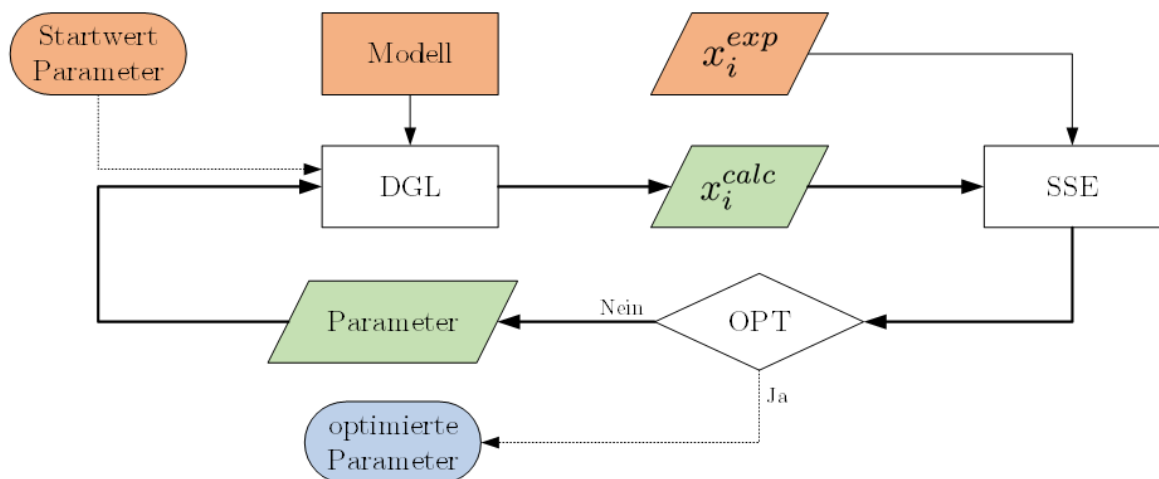 Startwert
Parameter
Modell
x_i^{exp}
DGL
x_i^{calc}
SSE
Parameter
Nein
OPT
Ja
optimierte
Parameter